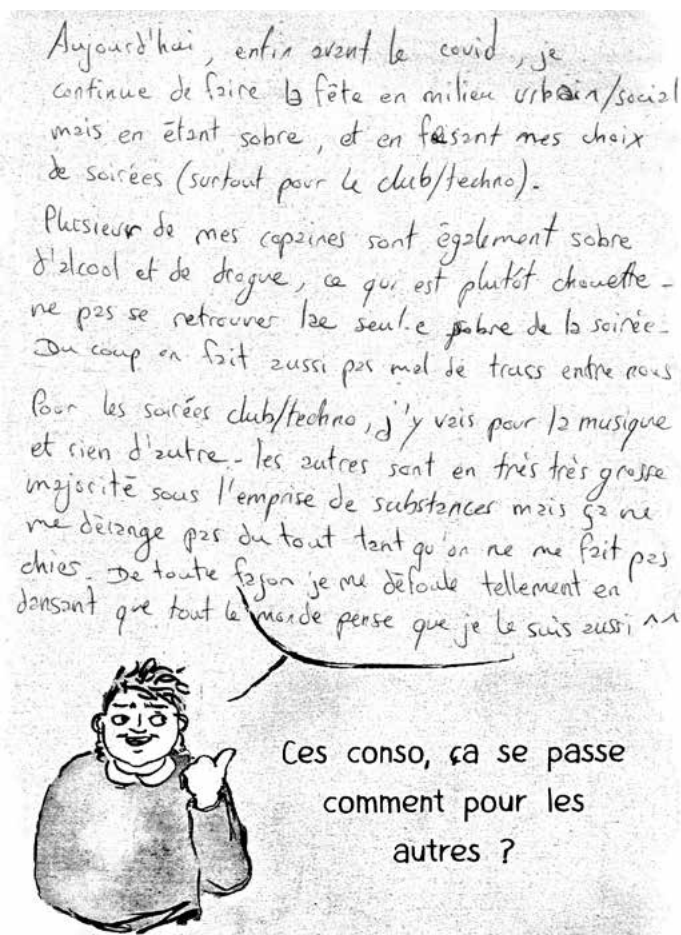 Aujourd'hui, enfin avant le covid, je
continue de faire la fête en milieu urbain/social
mais en étant sobre, et en faisant mes choix
de soirées (surtout pour le club/techno).
Plusieur de mes copaines sont également sobre
d'alcool et de drogue, ce qui est plutôt chouette -
ne pas se retrouver lae seul·e sobre de la soirée -
Du coup on fait aussi pas mal de trucs entre nous
Pour les soirées club/techno, j'y vais pour la musique
et rien d'autre - les autres sont en très très grosse
majorité sous l'emprise de substances mais ça ne
me dérange pas du tout tant qu'on ne me fait pas
chier - De toute façon je me défoule tellement en
dansant que tout le monde pense que je le suis aussi ^^
Ces conso, ça se passe
comment pour les
autres ?